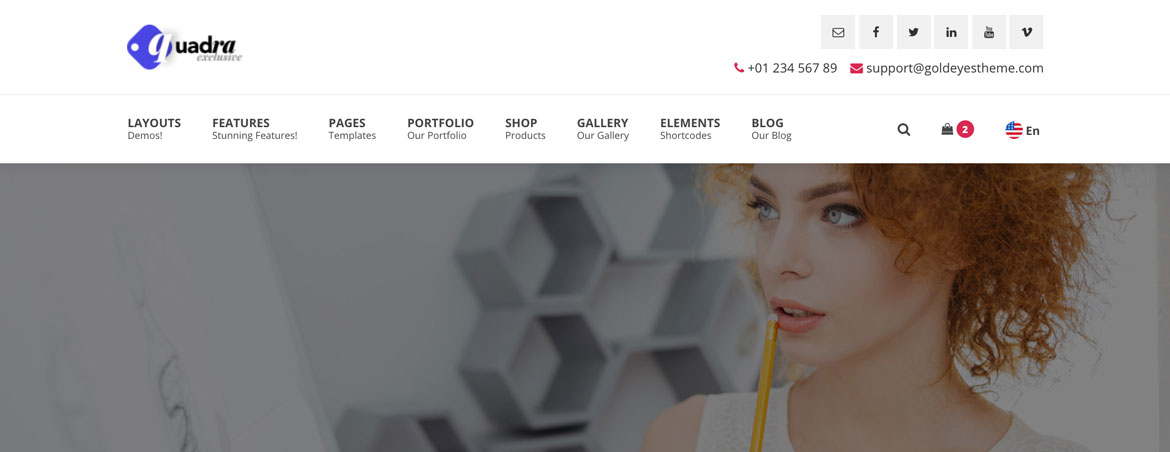 quadra
exclusive
+01 234 567 89 support@goldeyestheme.com
LAYOUTS FEATURES PAGES PORTFOLIO SHOP GALLERY ELEMENTS BLOG
Demos! Stunning Features! Templates Our Portfolio Products Our Gallery Shortcodes Our Blog
2 En